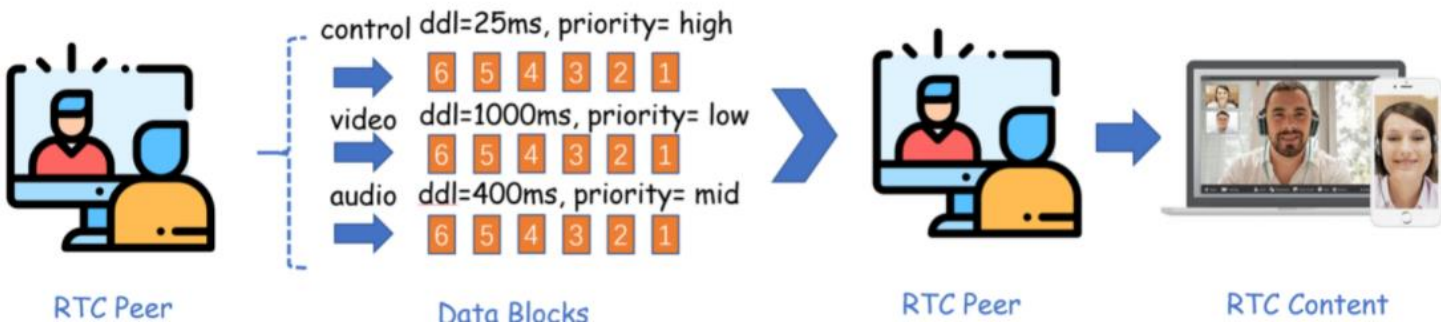 control ddl=25ms, priority= high
6 5 4 3 2 1
video ddl=1000ms, priority= low
6 5 4 3 2 1
audio ddl=400ms, priority= mid
6 5 4 3 2 1
RTC Peer
Data Blocks
RTC Peer
RTC Content